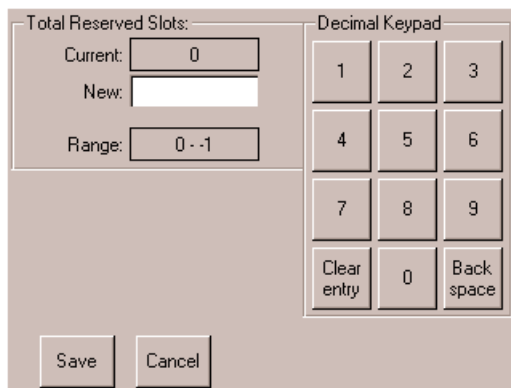 Total Reserved Slots:
Current: 0
New:
Range: 0 - -1
Decimal Keypad
1 2 3
4 5 6
7 8 9
Clear entry 0 Back space
Save Cancel